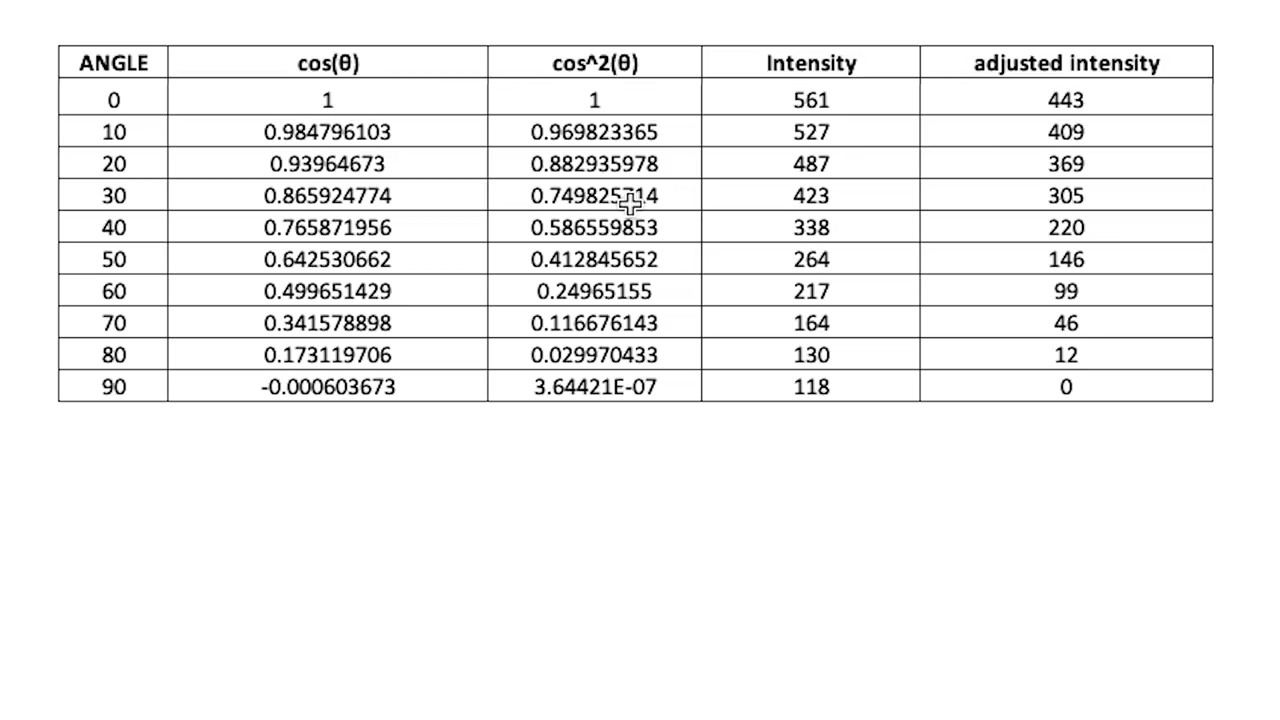 ANGLE cos(θ) cos^2(θ) Intensity adjusted intensity
0 1 1 561 443
10 0.984796103 0.969823365 527 409
20 0.93964673 0.882935978 487 369
30 0.865924774 423 305
40 0.765871956 0.586559853 338 220
50 0.642530662 0.412845652 264 146
60 0.499651429 0.24965155 217 99
70 0.341578898 0.116676143 164 46
80 0.173119706 0.029970433 130 12
90 -0.000603673 3.64421E-07 118 0